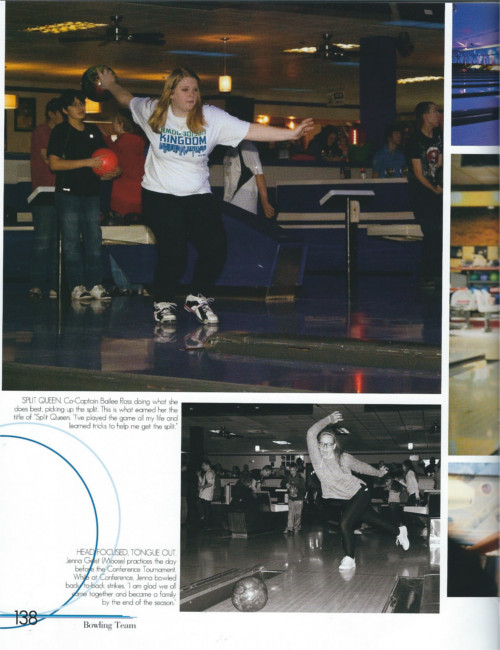 KINGDOM
SPLIT QUEEN. Co-Captain Bailee Ross doing what she
does best, picking up the split. This is what earned her the
title of "Split Queen. "I've played the game all my life and
learned tricks to help me get the split."
HEAD FOCUSED, TONGUE OUT.
Jenna Gist (Moose) practices the day
before the Conference Tournament.
While at Conference, Jenna bowled
back-to-back strikes. "I am glad we all
came together and became a family
by the end of the season."
138
Bowling Team